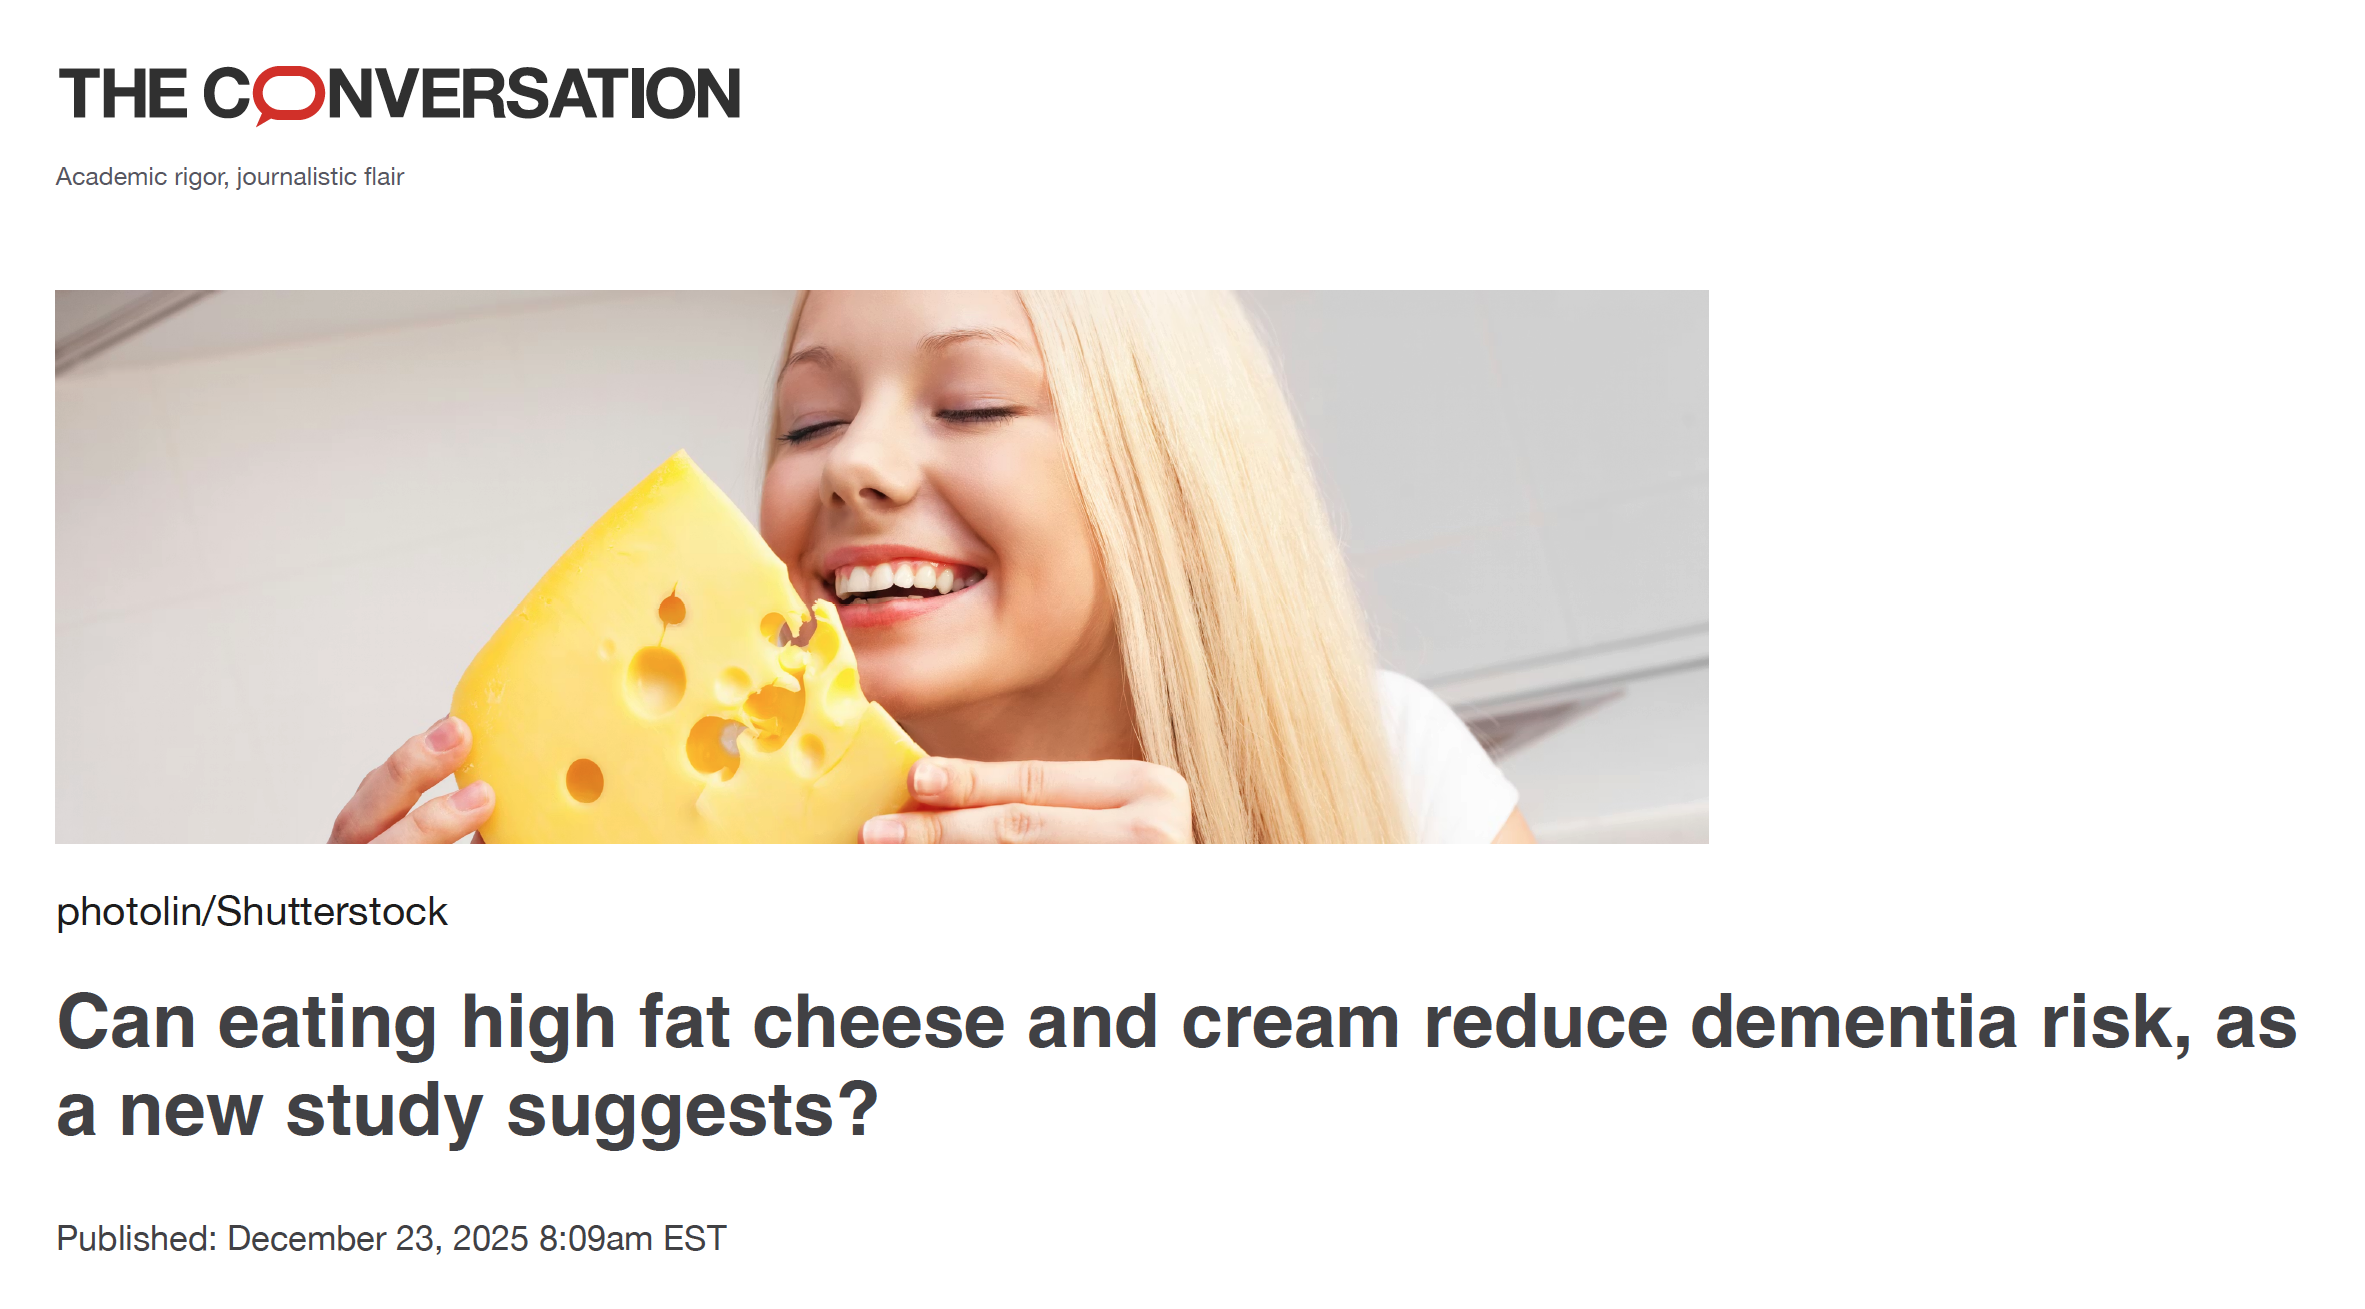 THE CONVERSATION
Academic rigor, journalistic flair
photolin/Shutterstock
Can eating high fat cheese and cream reduce dementia risk, as
a new study suggests?
Published: December 23, 2025 8:09am EST